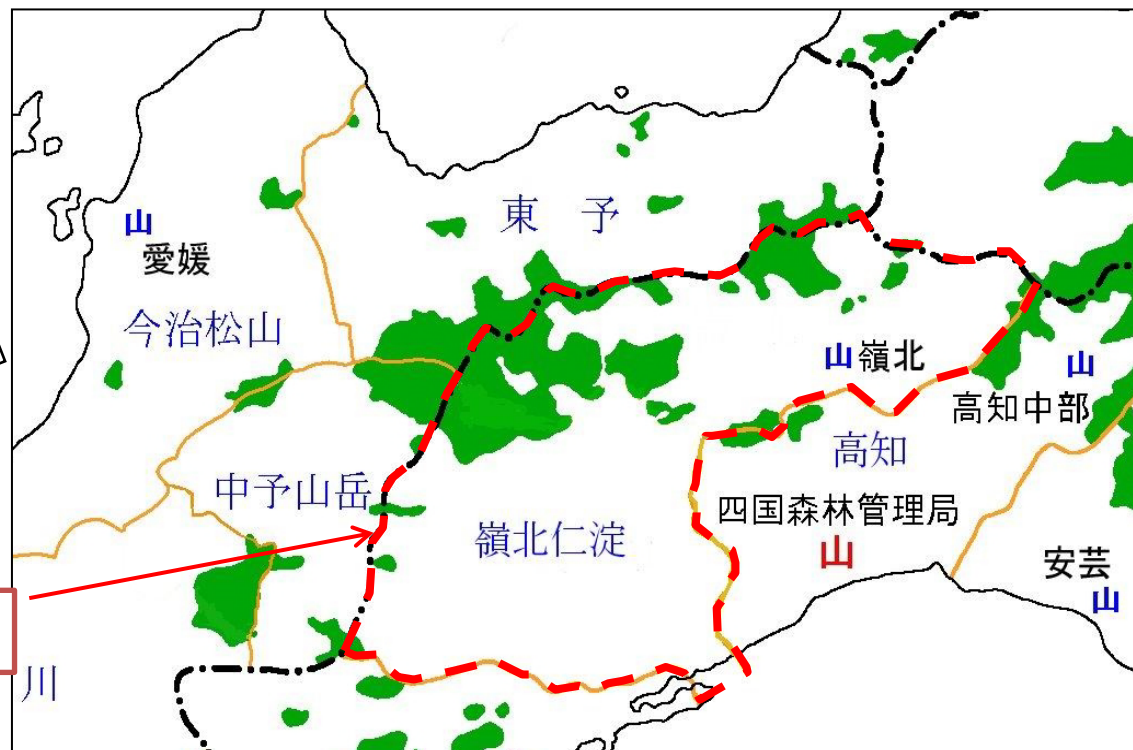 東 予
山
愛媛
今治松山
山 嶺北
山
高知中部
中予山岳
高知
四国森林管理局
山
嶺北仁淀
安芸
山
川